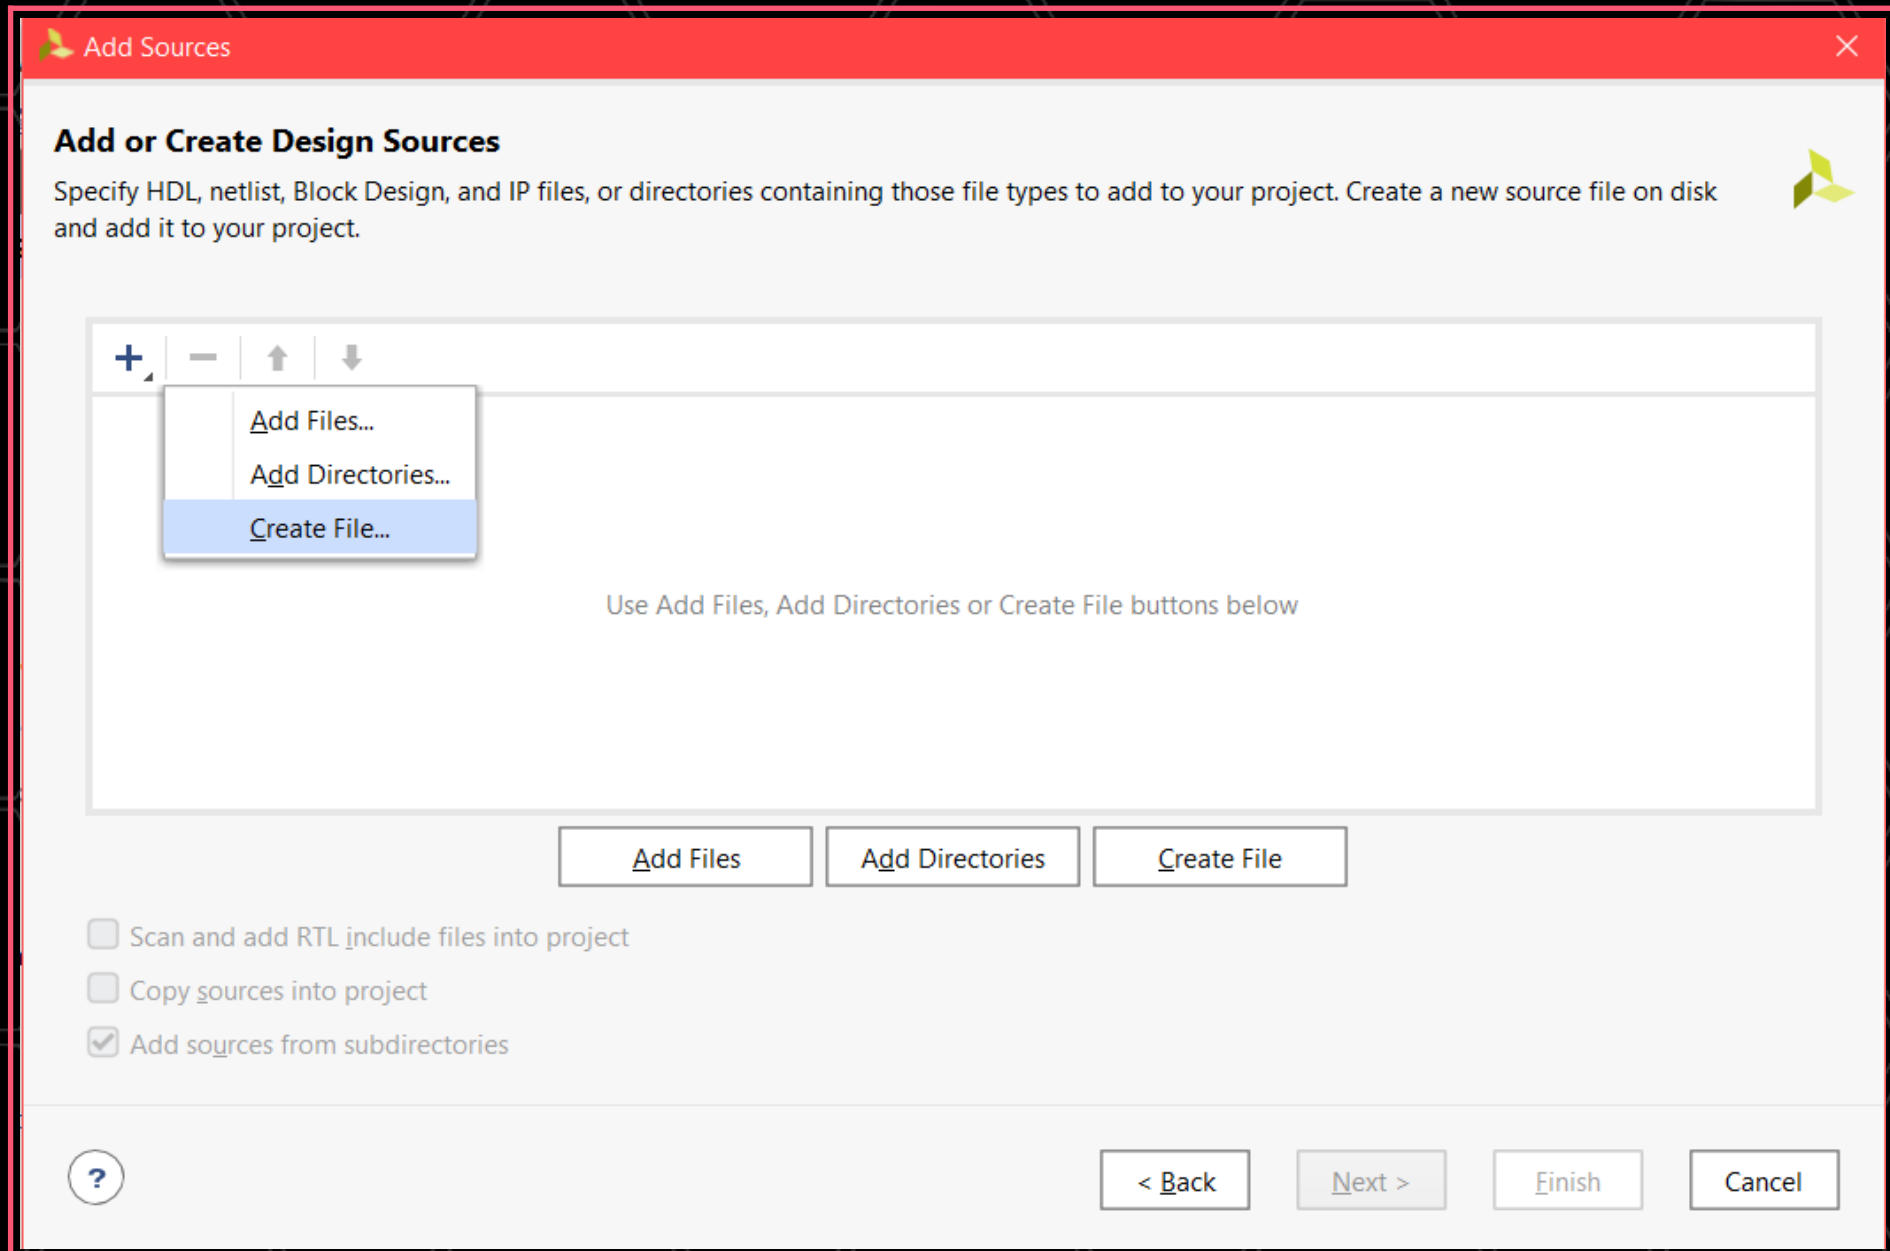 Add Sources
Add or Create Design Sources
Specify HDL, netlist, Block Design, and IP files, or directories containing those file types to add to your project. Create a new source file on disk
and add it to your project.
Add Files...
Add Directories...
Create File...
Use Add Files, Add Directories or Create File buttons below
Add Files
Add Directories
Create File
Scan and add RTL include files into project
Copy sources into project
Add sources from subdirectories
?
< Back
Next >
Finish
Cancel